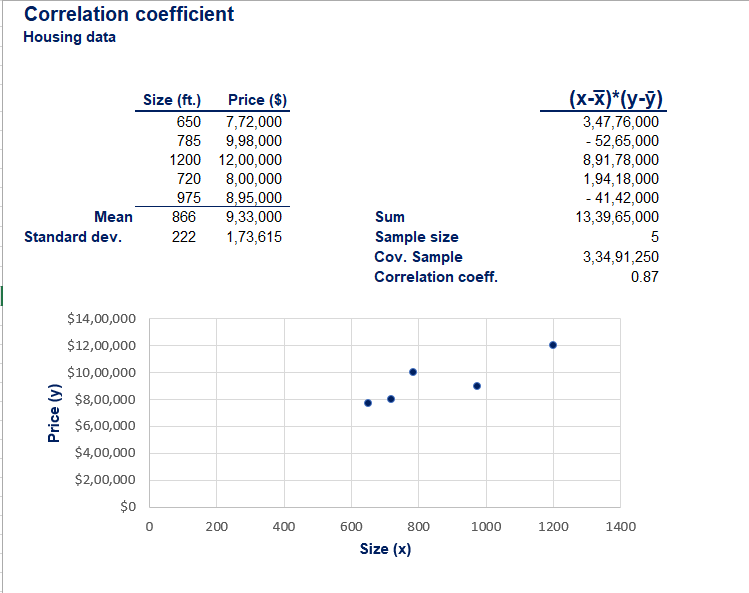 Correlation coefficient
Housing data
Size (ft.) Price ($) (x-x̅)*(y-ȳ)
650 7,72,000 3,47,76,000
785 9,98,000 - 52,65,000
1200 12,00,000 8,91,78,000
720 8,00,000 1,94,18,000
975 8,95,000 - 41,42,000
Mean 866 9,33,000 Sum 13,39,65,000
Standard dev. 222 1,73,615 Sample size 5
Cov. Sample 3,34,91,250
Correlation coeff. 0.87
$14,00,000
$12,00,000
$10,00,000
$8,00,000
$6,00,000
$4,00,000
$2,00,000
$0
Price (y)
0 200 400 600 800 1000 1200 1400
Size (x)